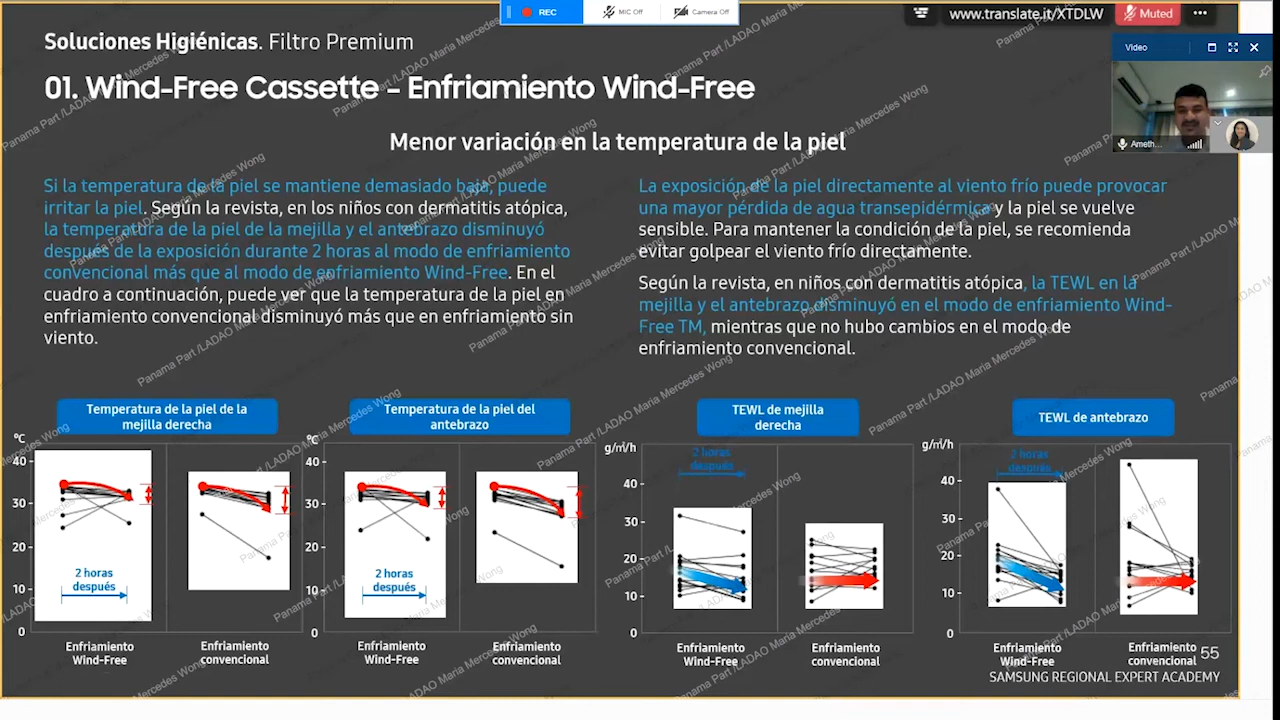 REC
MIC Off
Camera Off
www.translate.it/XTDLW
Muted
Video
Ameth...
Soluciones Higiénicas. Filtro Premium
01. Wind-Free Cassette – Enfriamiento Wind-Free
Menor variación en la temperatura de la piel
Si la temperatura de la piel se mantiene demasiado baja, puede
irritar la piel. Según la revista, en los niños con dermatitis atópica,
la temperatura de la piel de la mejilla y el antebrazo disminuyó
después de la exposición durante 2 horas al modo de enfriamiento
convencional más que al modo de enfriamiento Wind-Free. En el
cuadro a continuación, puede ver que la temperatura de la piel en
enfriamiento convencional disminuyó más que en enfriamiento sin
viento.
La exposición de la piel directamente al viento frío puede provocar
una mayor pérdida de agua transepidérmica y la piel se vuelve
sensible. Para mantener la condición de la piel, se recomienda
evitar golpear el viento frío directamente.
Según la revista, en niños con dermatitis atópica, la TEWL en la
mejilla y el antebrazo disminuyó en el modo de enfriamiento Wind-
Free TM, mientras que no hubo cambios en el modo de
enfriamiento convencional.
Temperatura de la piel de la
mejilla derecha
℃
40
30
20
10
0
2 horas
después
Enfriamiento
Wind-Free
Enfriamiento
convencional
Temperatura de la piel del
antebrazo
℃
40
30
20
10
0
2 horas
después
Enfriamiento
Wind-Free
Enfriamiento
convencional
TEWL de mejilla
derecha
g/㎡/h
40
30
20
10
0
2 horas
después
Enfriamiento
Wind-Free
Enfriamiento
convencional
TEWL de antebrazo
g/㎡/h
40
30
20
10
0
2 horas
después
Enfriamiento
Wind-Free
Enfriamiento
convencional
55
SAMSUNG REGIONAL EXPERT ACADEMY
Panama Part /LADAO Maria Mercedes Wong